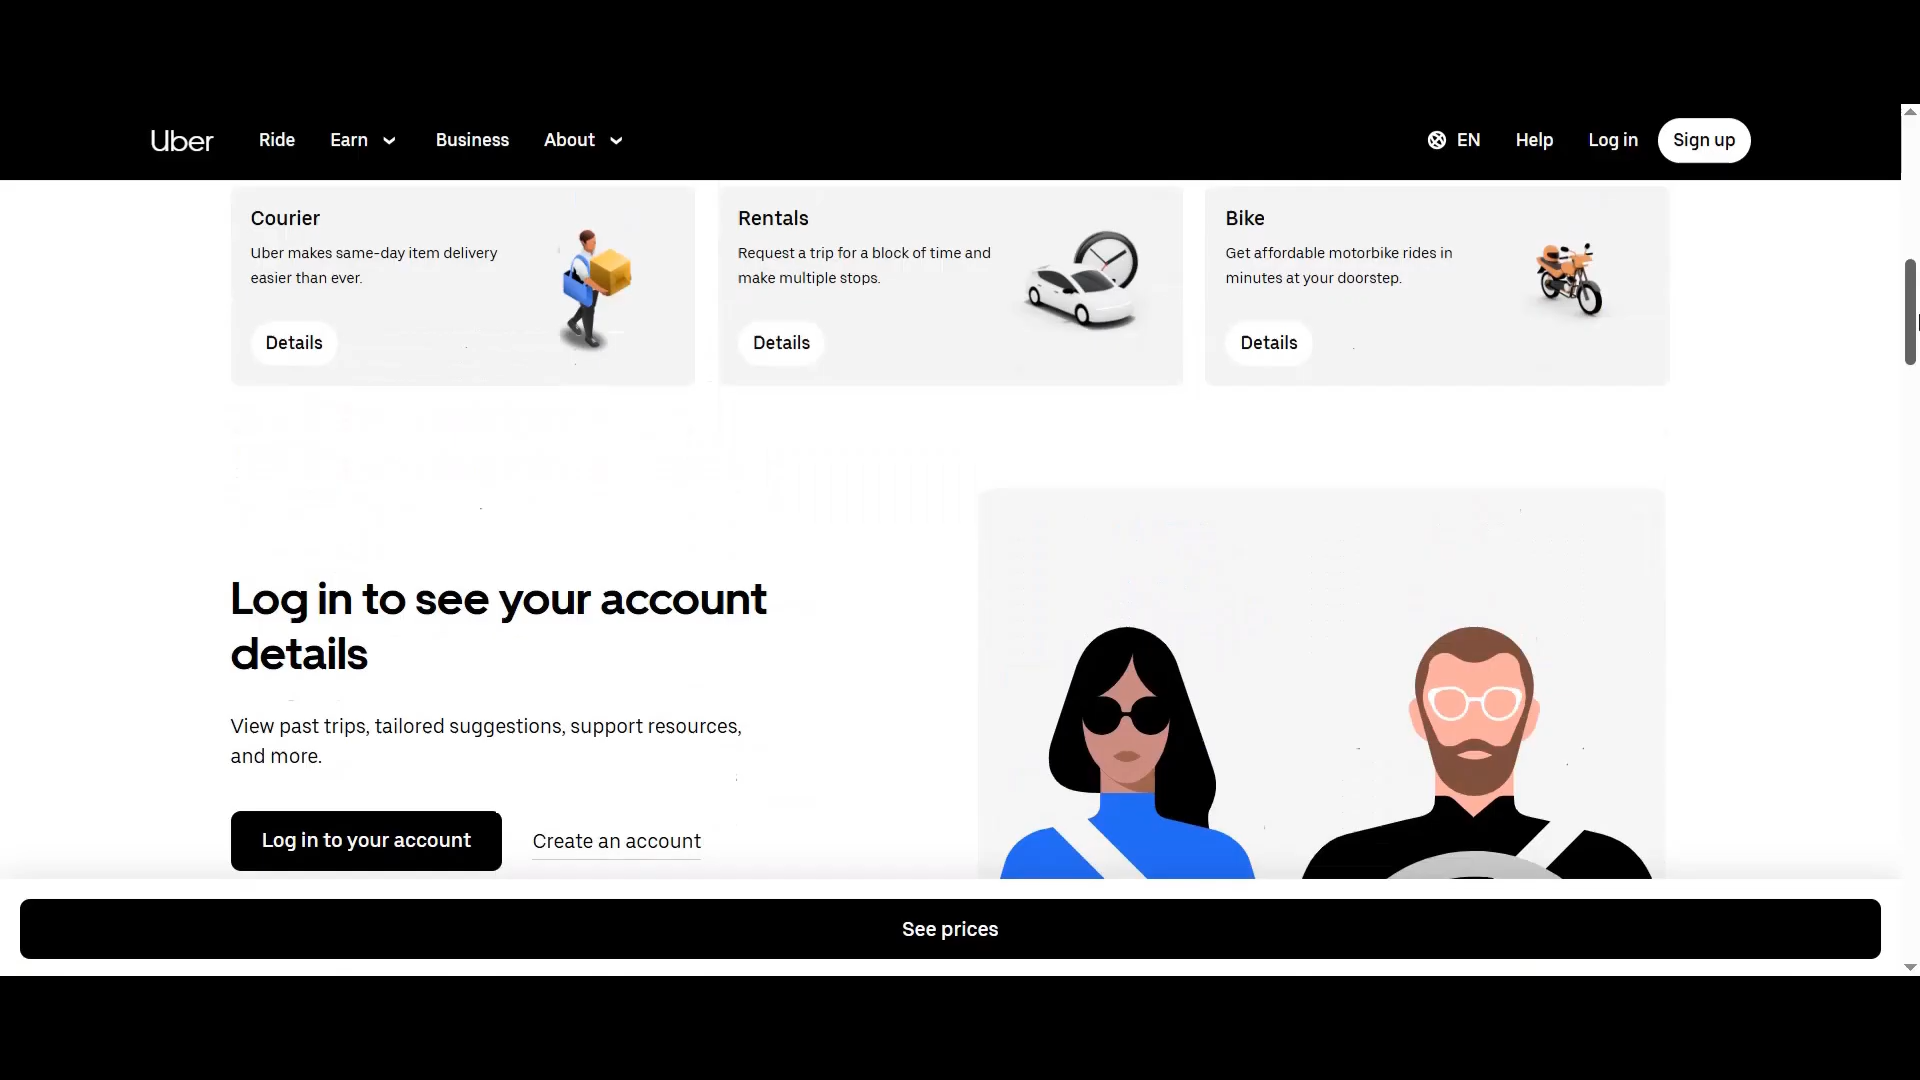 Uber Ride Earn Business About EN Help Log in Sign up
Courier
Uber makes same-day item delivery
easier than ever.
Details
Rentals
Request a trip for a block of time and
make multiple stops.
Details
Bike
Get affordable motorbike rides in
minutes at your doorstep.
Details
Log in to see your account
details
View past trips, tailored suggestions, support resources,
and more.
Log in to your account Create an account
See prices